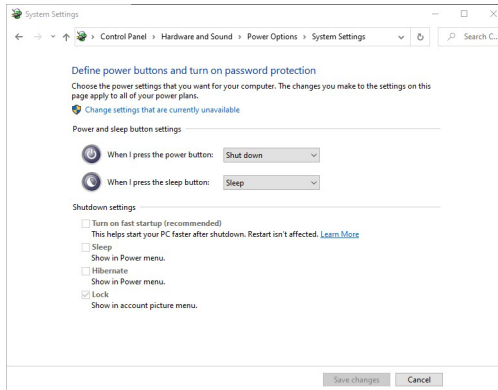 System Settings
Control Panel > Hardware and Sound > Power Options > System Settings
Search C...
Define power buttons and turn on password protection
Choose the power settings that you want for your computer. The changes you make to the settings on this
page apply to all of your power plans.
Change settings that are currently unavailable
Power and sleep button settings
When I press the power button: Shut down
When I press the sleep button: Sleep
Shutdown settings
Turn on fast startup (recommended)
This helps start your PC faster after shutdown. Restart isn't affected. Learn More
Sleep
Show in Power menu.
Hibernate
Show in Power menu.
Lock
Show in account picture menu.
Save changes Cancel